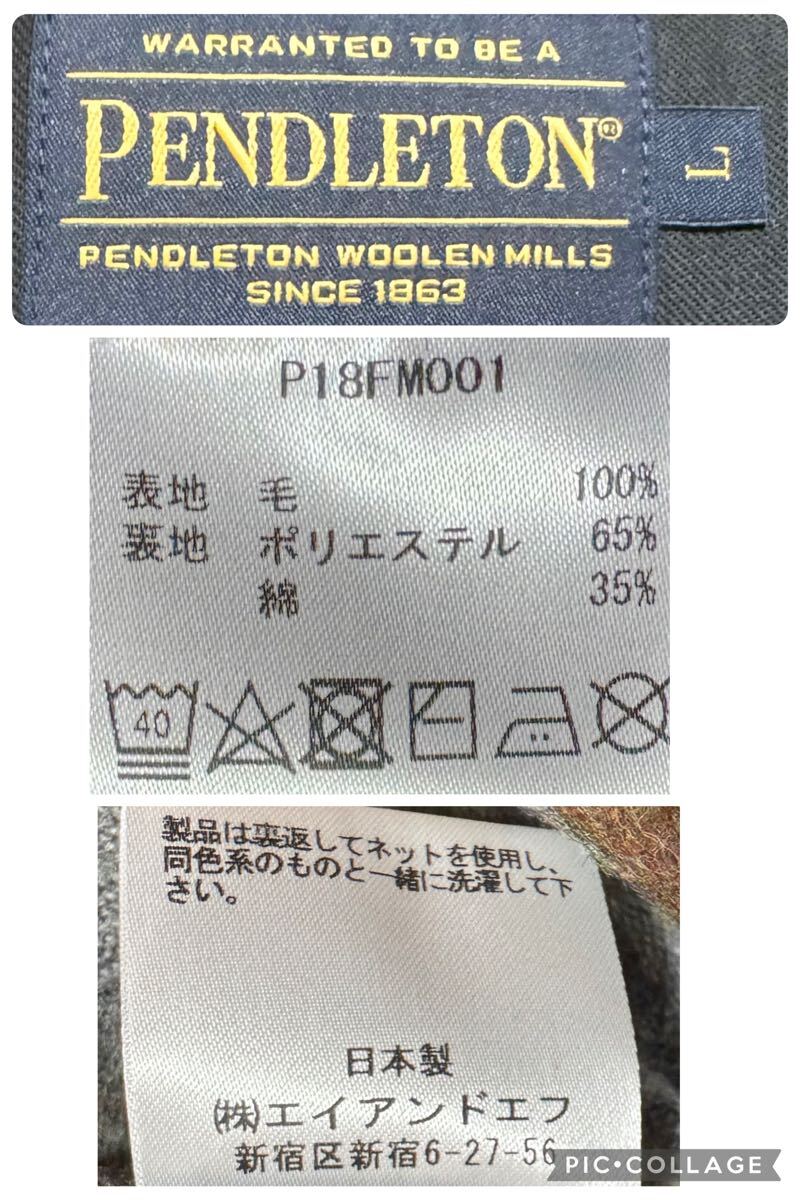 WARRANTED TO BE A
PENDLETON®
L
PENDLETON WOOLEN MILLS
SINCE 1863
P18FM001
表地 毛 100%
裏地 ポリエステル 65%
綿 35%
40
製品は裏返してネットを使用し、
同色系のものと一緒に洗濯して下
さい。
日本製
(株)エイアンドエフ
新宿区新宿6-27-56
PIC•COLLAGE